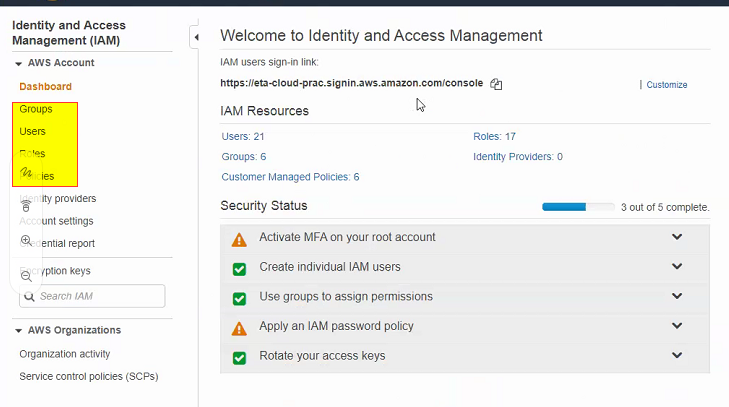 Identity and Access
Management (IAM)
AWS Account
Dashboard
Groups
Users
Roles
Identity providers
Account settings
Search IAM
AWS Organizations
Organization activity
Service control policies (SCPs)
Welcome to Identity and Access Management
IAM users sign-in link:
https://eta-cloud-prac.signin.aws.amazon.com/console
Customize
IAM Resources
Users: 21
Roles: 17
Groups: 6
Identity Providers: 0
Customer Managed Policies: 6
Security Status
3 out of 5 complete.
Activate MFA on your root account
Create individual IAM users
Use groups to assign permissions
Apply an IAM password policy
Rotate your access keys